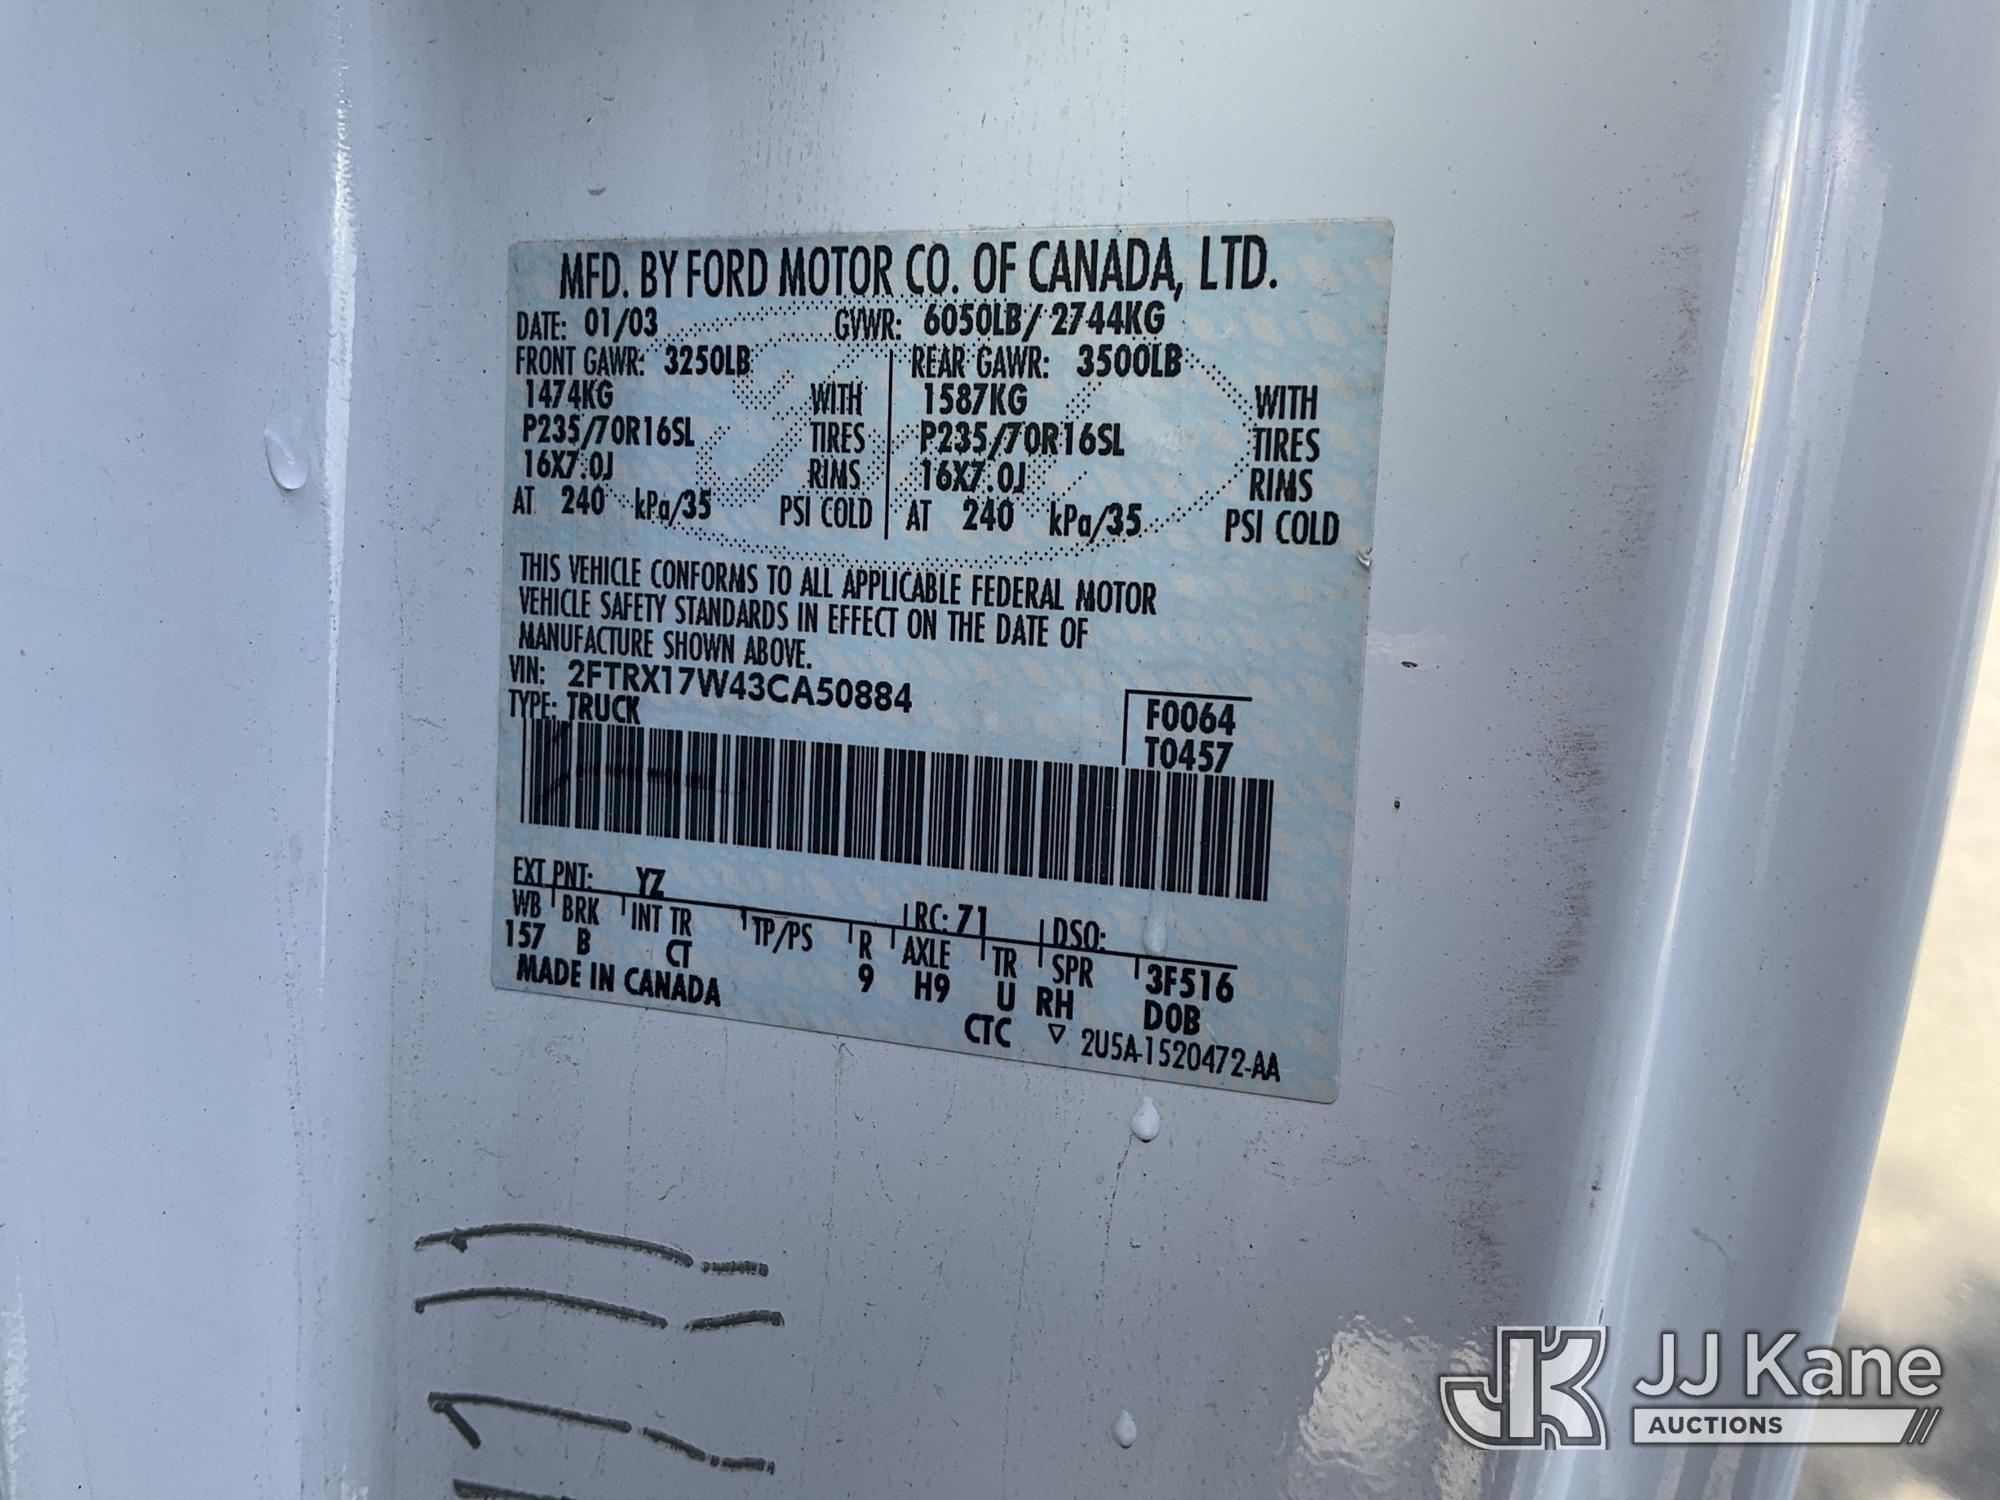 MFD. BY FORD MOTOR CO. OF CANADA, LTD.
DATE: 01/03 GVWR: 6050LB/ 2744KG
FRONT GAWR: 3250LB REAR GAWR: 3500LB
1474KG WITH 1587KG WITH
P235/70R16SL TIRES P235/70R16SL TIRES
16X7.0J RIMS 16X7.0J RIMS
AT 240 kPa/35 PSI COLD AT 240 kPa/35 PSI COLD
THIS VEHICLE CONFORMS TO ALL APPLICABLE FEDERAL MOTOR
VEHICLE SAFETY STANDARDS IN EFFECT ON THE DATE OF
MANUFACTURE SHOWN ABOVE.
VIN: 2FTRX17W43CA50884
TYPE: TRUCK
F0064
T0457
EXT PNT: YZ RC: 71 DSO:
WB BRK INT TR TP/PS R AXLE TR SPR 3F516
157 B CT 9 H9 U RH DOB
MADE IN CANADA CTC ▽ 2U5A-1520472-AA
JK JJ Kane
AUCTIONS